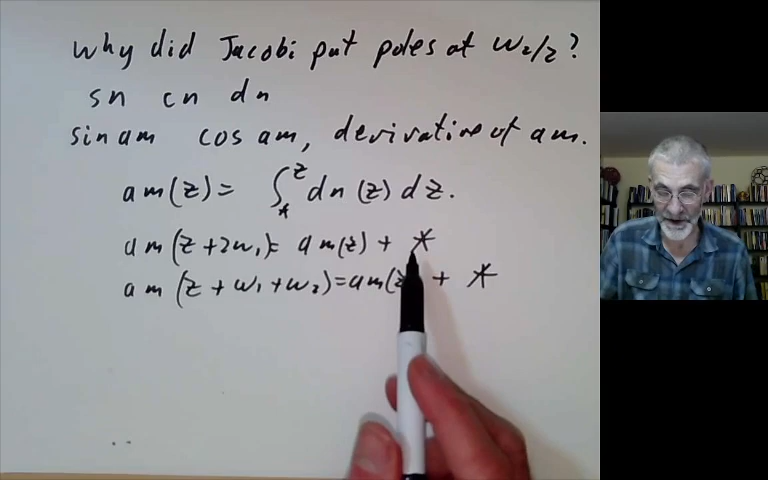 why did Jacobi put poles at ω₂/2?
sn cn dn
sin am cos am, derivative of am.
am(z) = ∫_*^z dn(z) dz.
am(z + 2ω₁) = am(z) + *
am(z + ω₁ + ω₂) = am(z) + *